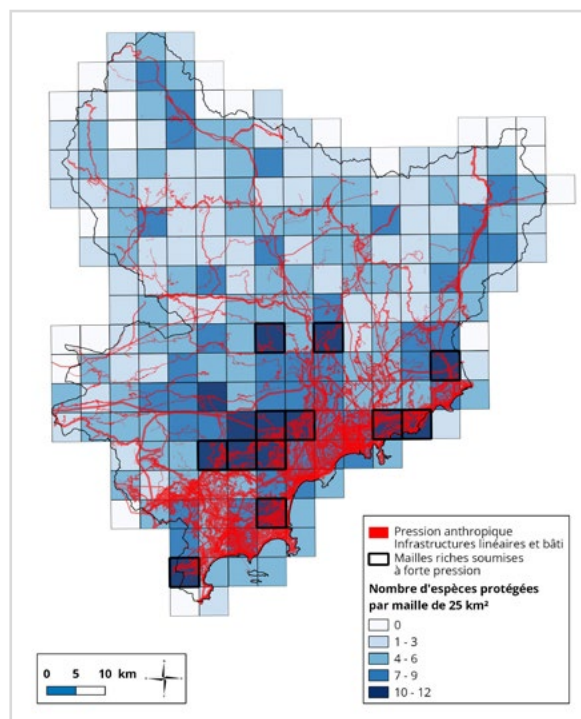 Pression anthropique
Infrastructures linéaires et bâti
Mailles riches soumises
à forte pression
Nombre d'espèces protégées
par maille de 25 km²
0
1 - 3
4 - 6
7 - 9
10 - 12
0 5 10 km